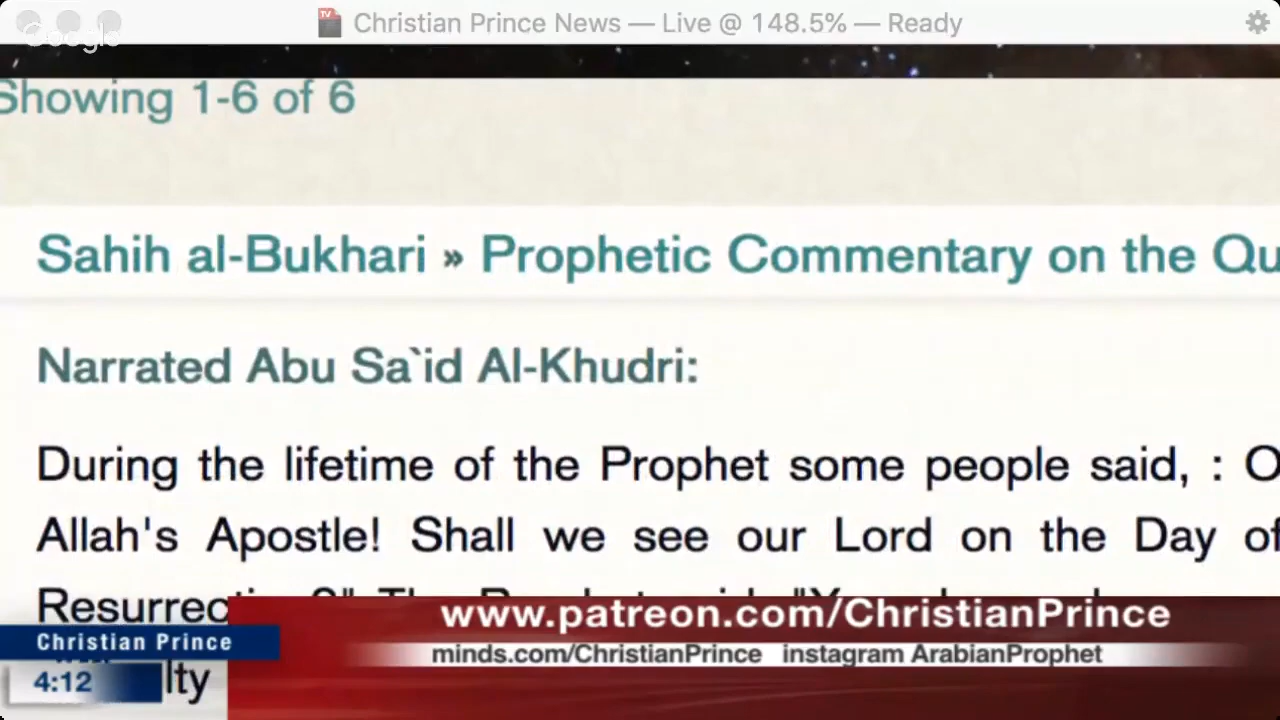 Christian Prince News — Live @ 148.5% — Ready
Google
Showing 1-6 of 6
Sahih al-Bukhari » Prophetic Commentary on the Qu
Narrated Abu Sa`id Al-Khudri:
During the lifetime of the Prophet some people said, : O
Allah's Apostle! Shall we see our Lord on the Day of
www.patreon.com/ChristianPrince
Christian Prince
minds.com/ChristianPrince instagram ArabianProphet
4:12
lty